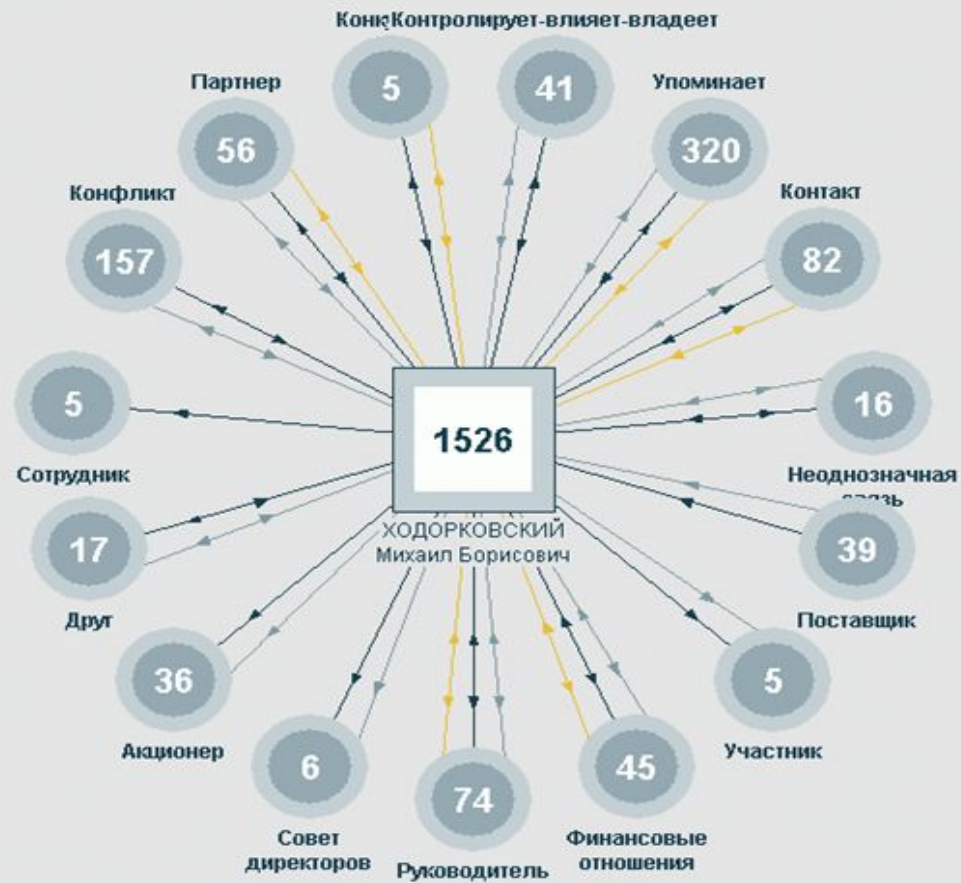 Контролирует-влияет-владеет
5
41
Партнер
56
Упоминает
320
Конфликт
157
Контакт
82
5
Сотрудник
16
Неоднозначная
1526
ХОДОРКОВСКИЙ
Михаил Борисович
17
Друг
39
Поставщик
36
Акционер
5
Участник
6
Совет
директоров
74
Руководитель
45
Финансовые
отношения